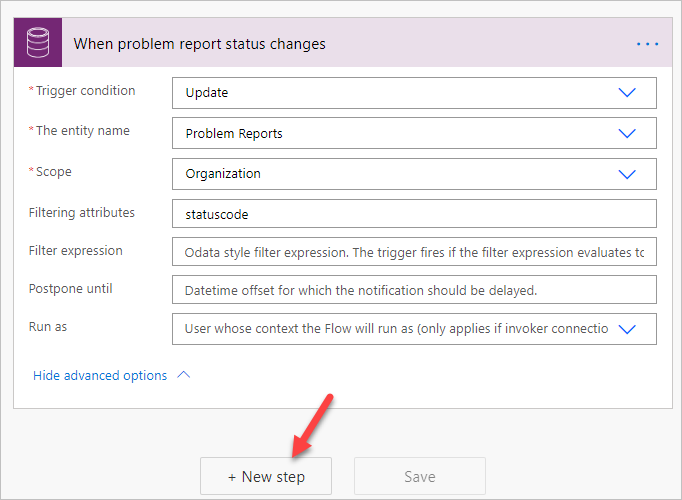 When problem report status changes
* Trigger condition
Update
* The entity name
Problem Reports
* Scope
Organization
Filtering attributes
statuscode
Filter expression
Odata style filter expression. The trigger fires if the filter expression evaluates to
Postpone until
Datetime offset for which the notification should be delayed.
Run as
User whose context the Flow will run as (only applies if invoker connectio
Hide advanced options
+ New step
Save